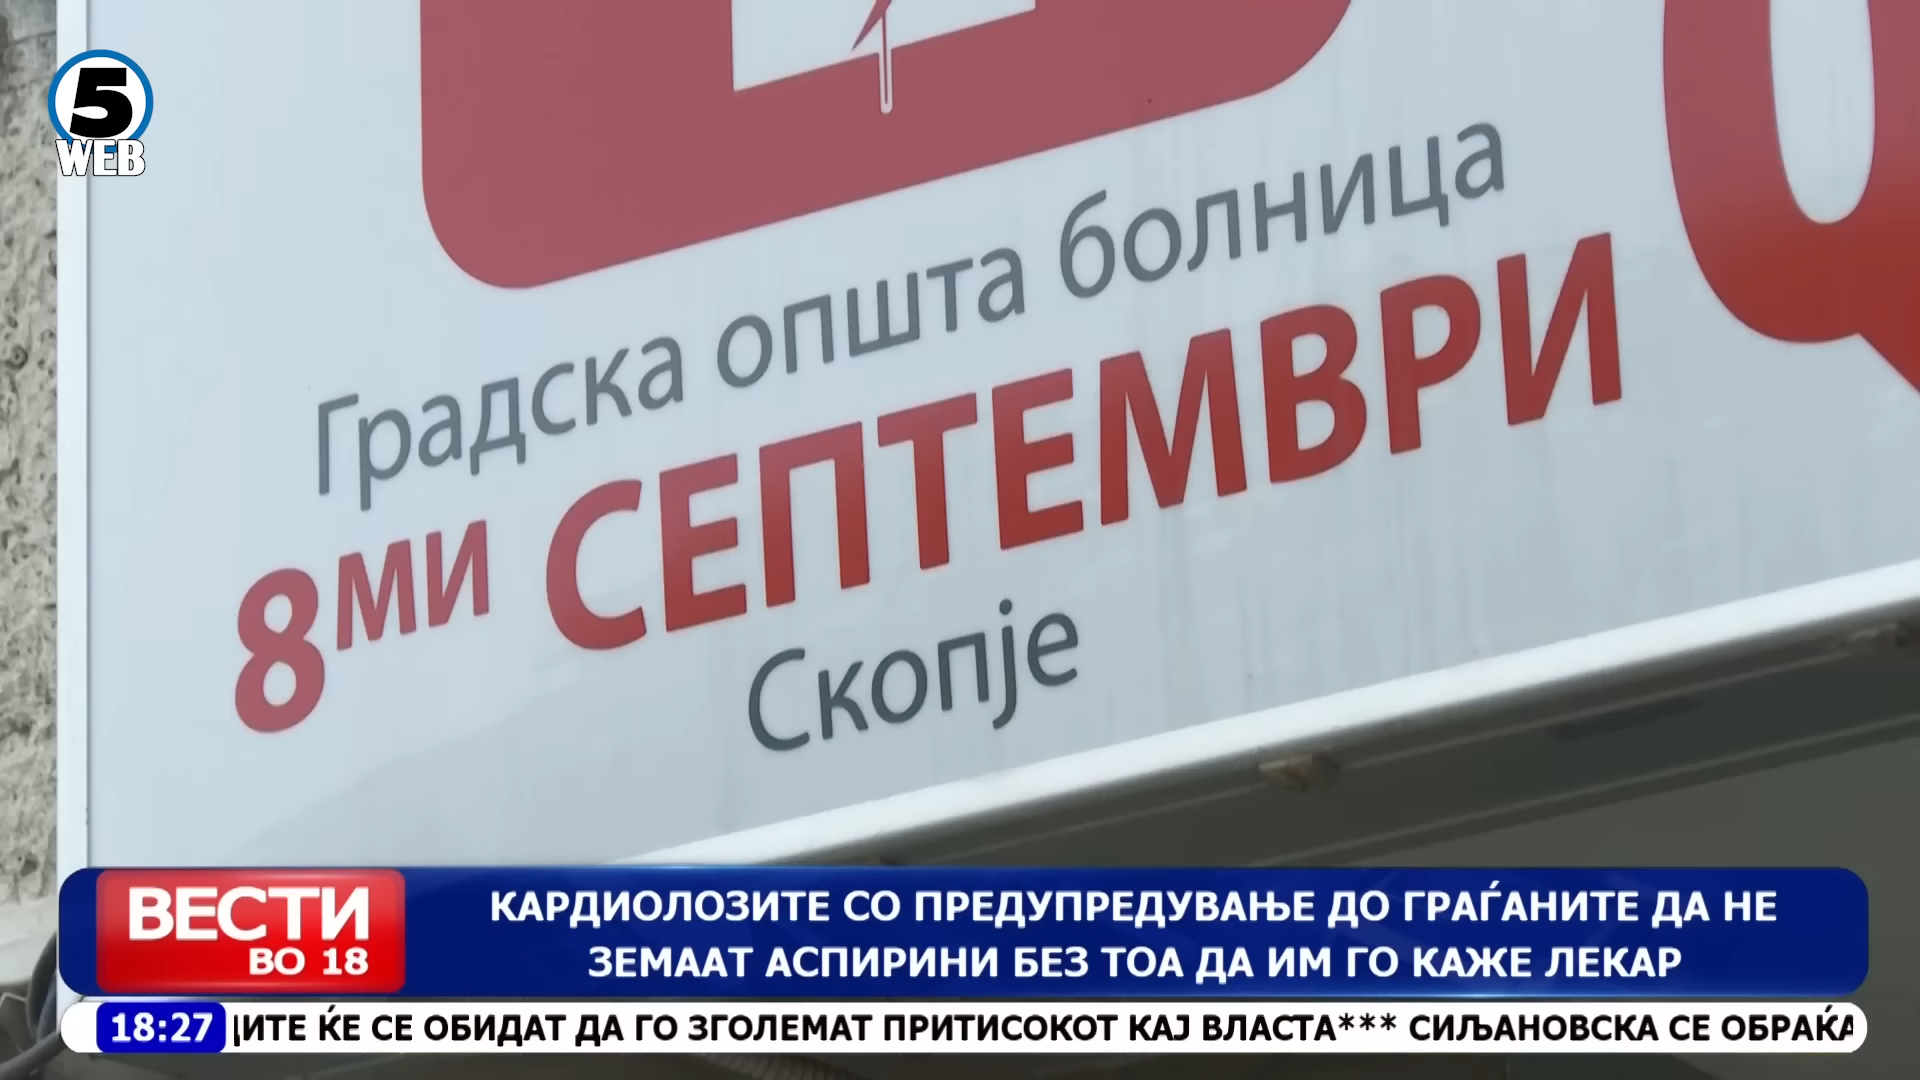 5
WEB
Градска општа болница
8МИ СЕПТЕМВРИ
Скопје
ВЕСТИ
ВО 18
КАРДИОЛОЗИТЕ СО ПРЕДУПРЕДУВАЊЕ ДО ГРАЃАНИТЕ ДА НЕ
ЗЕМААТ АСПИРИНИ БЕЗ ТОА ДА ИМ ГО КАЖЕ ЛЕКАР
18:27
ЌЕ СЕ ОБИДАТ ДА ГО ЗГОЛЕМАТ ПРИТИСОКОТ КАЈ ВЛАСТА*** СИЉАНОВСКА СЕ